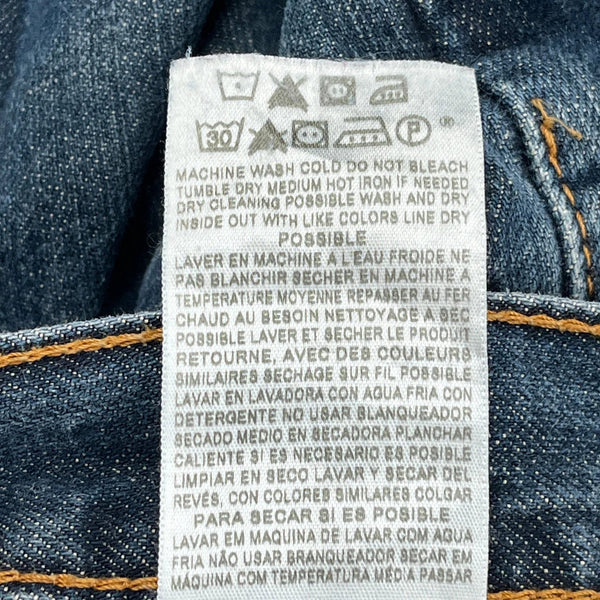 30 P ®
MACHINE WASH COLD DO NOT BLEACH
TUMBLE DRY MEDIUM HOT IRON IF NEEDED
DRY CLEANING POSSIBLE WASH AND DRY
INSIDE OUT WITH LIKE COLORS LINE DRY
POSSIBLE
LAVER EN MACHINE A L'EAU FROIDE NE
PAS BLANCHIR SECHER EN MACHINE A
TEMPERATURE MOYENNE REPASSER AU FER
CHAUD AU BESOIN NETTOYAGE A SEC
POSSIBLE LAVER ET SECHER LE PRODUIT
RETOURNE, AVEC DES COULEURS
SIMILAIRES SECHAGE SUR FIL POSSIBLE
LAVAR EN LAVADORA CON AGUA FRIA CON
DETERGENTE NO USAR BLANQUEADOR
SECADO MEDIO EN SECADORA PLANCHAR
CALIENTE SI ES NECESARIO ES POSIBLE
LIMPIAR EN SECO LAVAR Y SECAR DEL
REVÉS, CON COLORES SIMILARES COLGAR
PARA SECAR SI ES POSIBLE
LAVAR EM MAQUINA DE LAVAR COM AGUA
FRIA NÃO USAR BRANQUEADOR SECAR EM
MAQUINA COM TEMPERATURA MÉDIA PASSAR